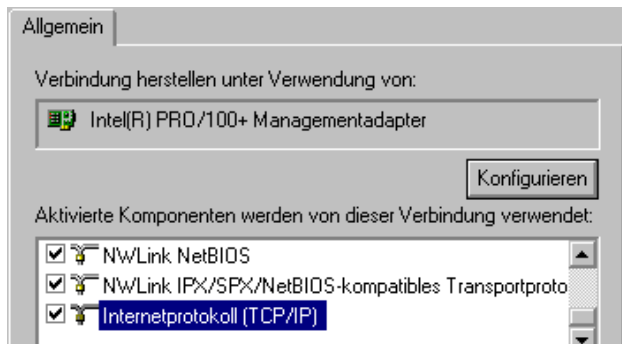 Allgemein
Verbindung herstellen unter Verwendung von:
Intel(R) PRO/100+ Managementadapter
Konfigurieren
Aktivierte Komponenten werden von dieser Verbindung verwendet:
NWLink NetBIOS
NWLink IPX/SPX/NetBIOS-kompatibles Transportproto
Internetprotokoll (TCP/IP)